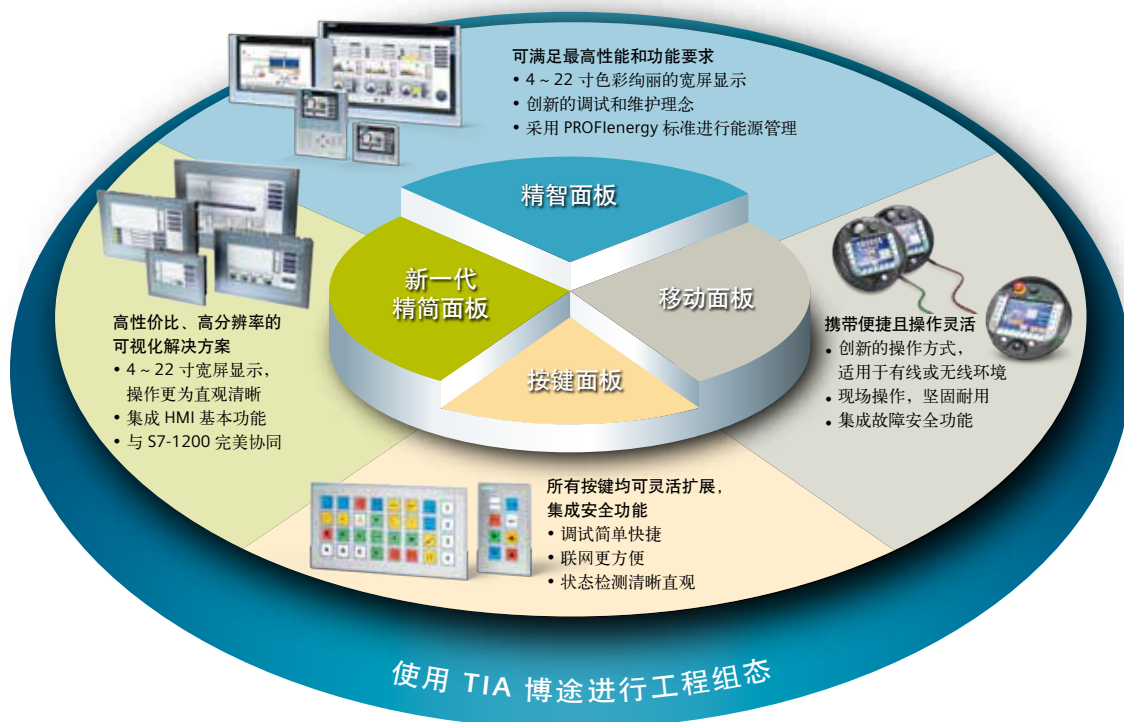 可满足最高性能和功能要求
• 4 ~ 22 寸色彩绚丽的宽屏显示
• 创新的调试和维护理念
• 采用 PROFIenergy 标准进行能源管理
精智面板
新一代
精简面板
移动面板
按键面板
高性价比、高分辨率的
可视化解决方案
• 4 ~ 22 寸宽屏显示，
操作更为直观清晰
• 集成 HMI 基本功能
• 与 S7-1200 完美协同
携带便捷且操作灵活
• 创新的操作方式，
适用于有线或无线环境
• 现场操作，坚固耐用
• 集成故障安全功能
所有按键均可灵活扩展，
集成安全功能
• 调试简单快捷
• 联网更方便
• 状态检测清晰直观
使用 TIA 博途进行工程组态